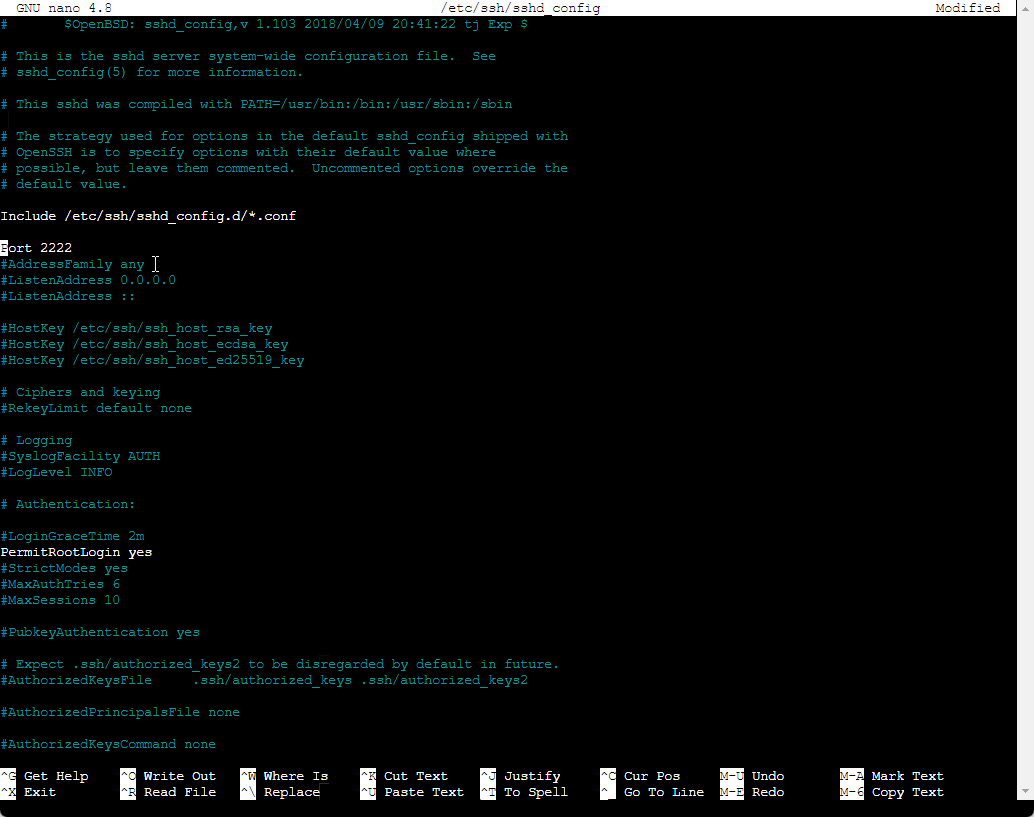 GNU nano 4.8 /etc/ssh/sshd_config Modified
# $OpenBSD: sshd_config,v 1.103 2018/04/09 20:41:22 tj Exp $
# This is the sshd server system-wide configuration file. See
# sshd_config(5) for more information.
# This sshd was compiled with PATH=/usr/bin:/bin:/usr/sbin:/sbin
# The strategy used for options in the default sshd_config shipped with
# OpenSSH is to specify options with their default value where
# possible, but leave them commented. Uncommented options override the
# default value.
Include /etc/ssh/sshd_config.d/*.conf
Port 2222
#AddressFamily any
#ListenAddress 0.0.0.0
#ListenAddress ::
#HostKey /etc/ssh/ssh_host_rsa_key
#HostKey /etc/ssh/ssh_host_ecdsa_key
#HostKey /etc/ssh/ssh_host_ed25519_key
# Ciphers and keying
#RekeyLimit default none
# Logging
#SyslogFacility AUTH
#LogLevel INFO
# Authentication:
#LoginGraceTime 2m
PermitRootLogin yes
#StrictModes yes
#MaxAuthTries 6
#MaxSessions 10
#PubkeyAuthentication yes
# Expect .ssh/authorized_keys2 to be disregarded by default in future.
#AuthorizedKeysFile .ssh/authorized_keys .ssh/authorized_keys2
#AuthorizedPrincipalsFile none
#AuthorizedKeysCommand none
^G Get Help ^O Write Out ^W Where Is ^K Cut Text ^J Justify ^C Cur Pos M-U Undo M-A Mark Text
^X Exit ^R Read File ^\ Replace ^U Paste Text ^T To Spell ^_ Go To Line M-E Redo M-6 Copy Text